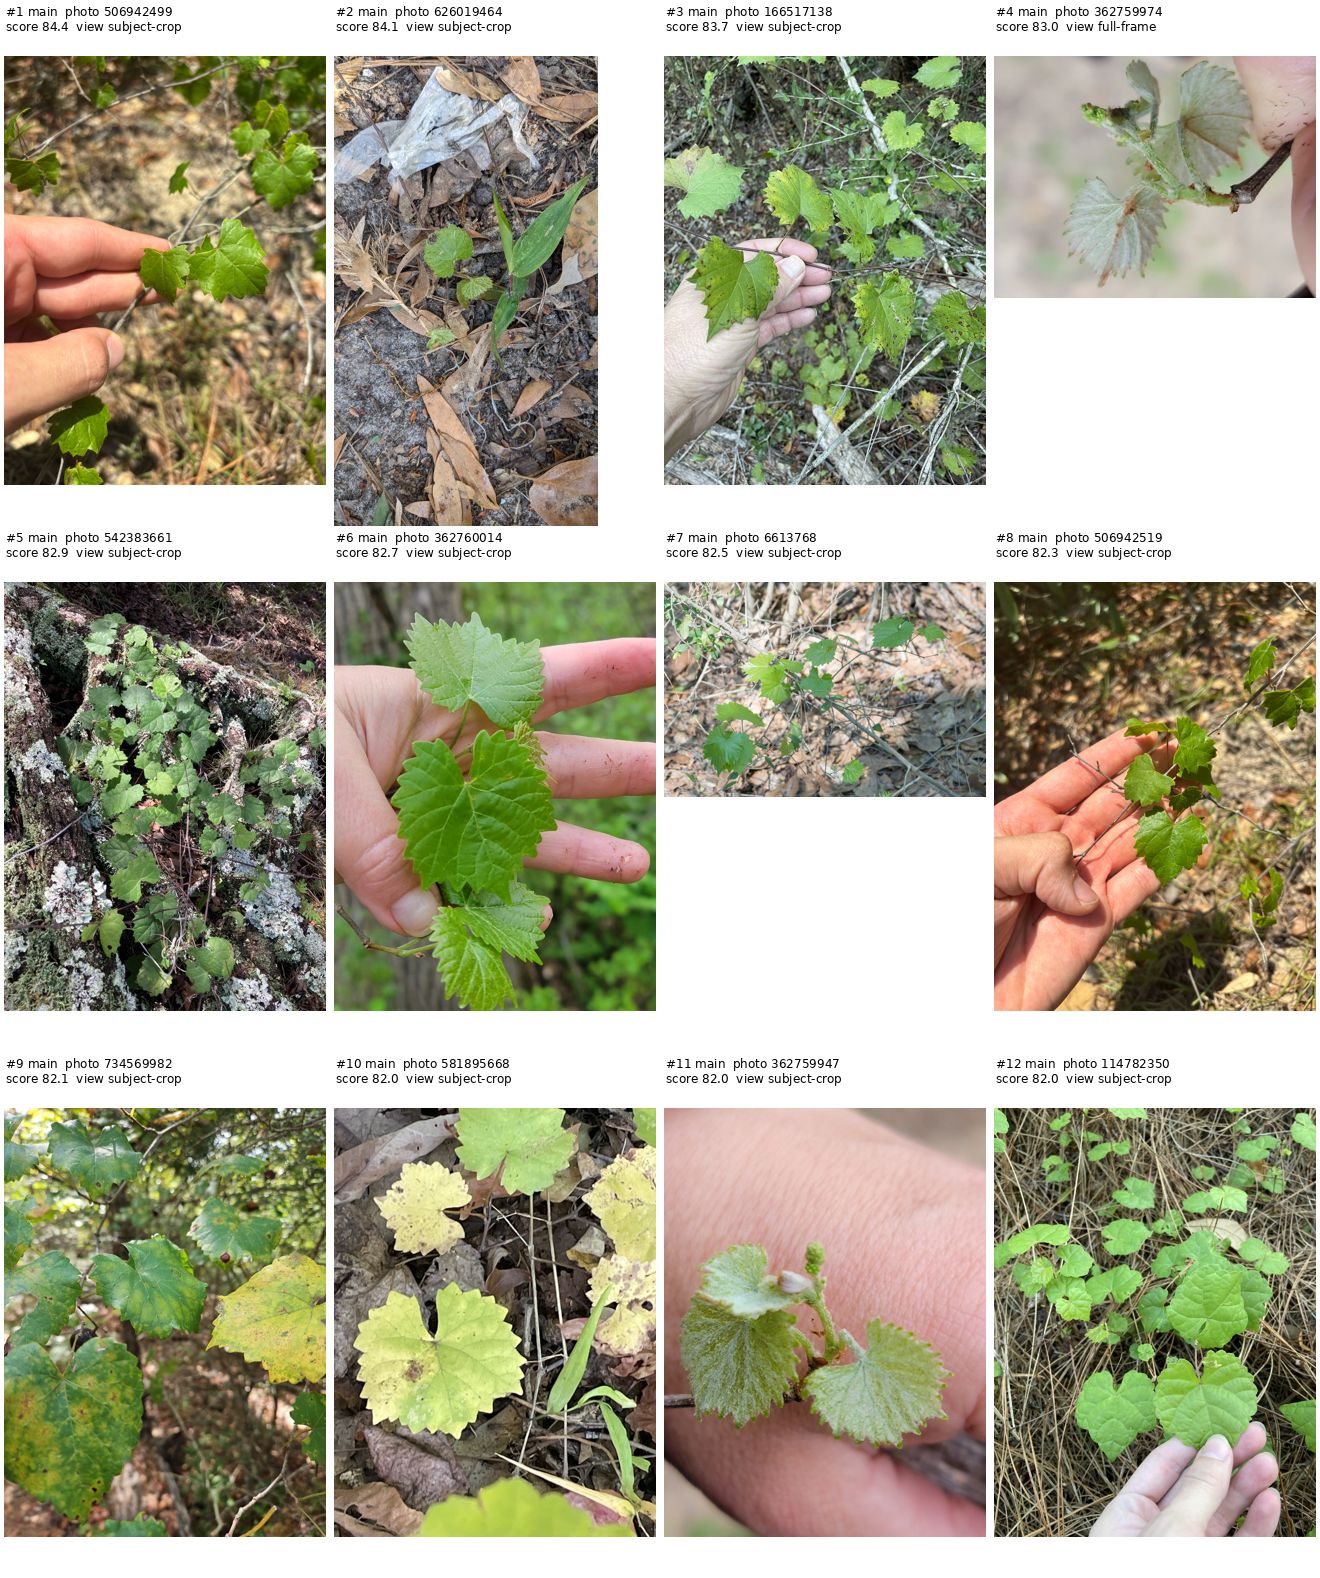 #1 main  photo 506942499
score 84.4  view subject-crop
#2 main  photo 626019464
score 84.1  view subject-crop
#3 main  photo 166517138
score 83.7  view subject-crop
#4 main  photo 362759974
score 83.0  view full-frame
#5 main  photo 542383661
score 82.9  view subject-crop
#6 main  photo 362760014
score 82.7  view subject-crop
#7 main  photo 6613768
score 82.5  view subject-crop
#8 main  photo 506942519
score 82.3  view subject-crop
#9 main  photo 734569982
score 82.1  view subject-crop
#10 main  photo 581895668
score 82.0  view subject-crop
#11 main  photo 362759947
score 82.0  view subject-crop
#12 main  photo 114782350
score 82.0  view subject-crop